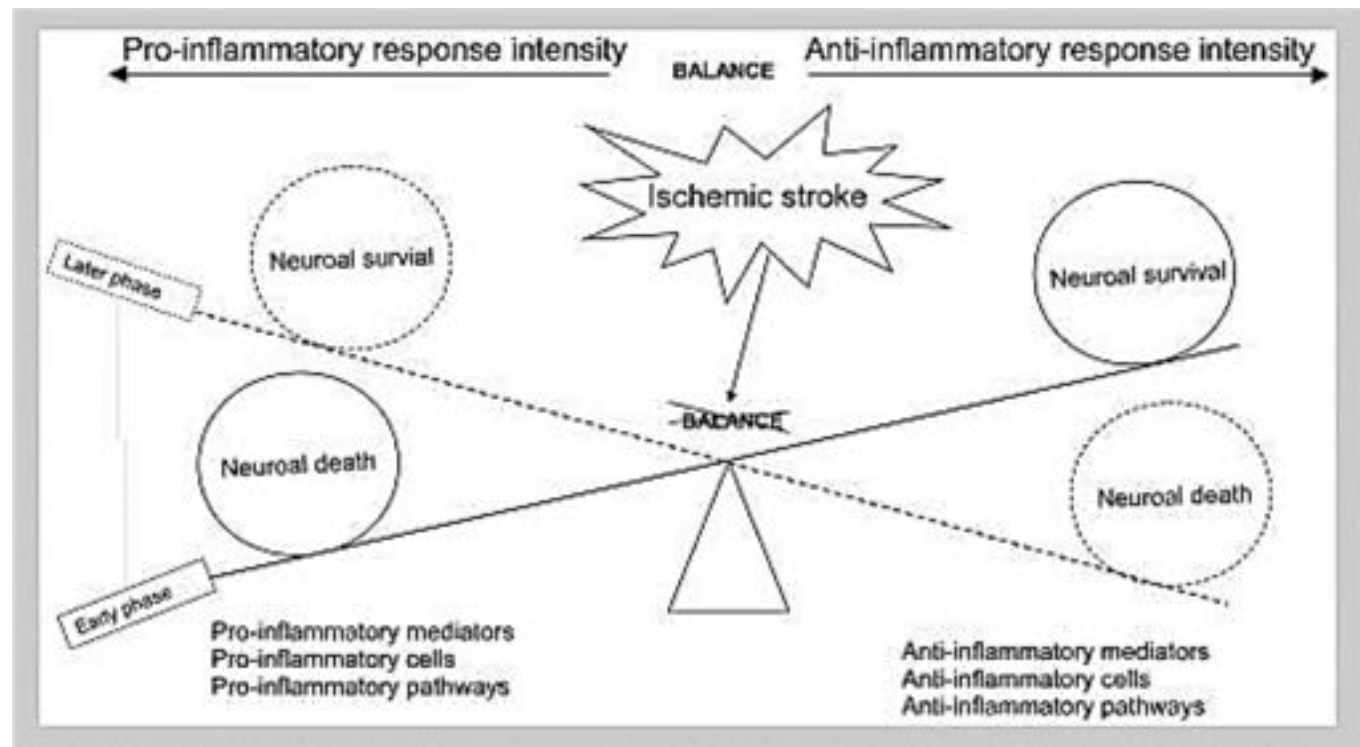 Pro-inflammatory response intensity
BALANCE
Anti-inflammatory response intensity
Ischemic stroke
Neuroal survial
Neuroal survival
Later phase
BALANCE
Neuroal death
Neuroal death
Early phase
Pro-inflammatory mediators
Pro-inflammatory cells
Pro-inflammatory pathways
Anti-inflammatory mediators
Anti-inflammatory cells
Anti-inflammatory pathways